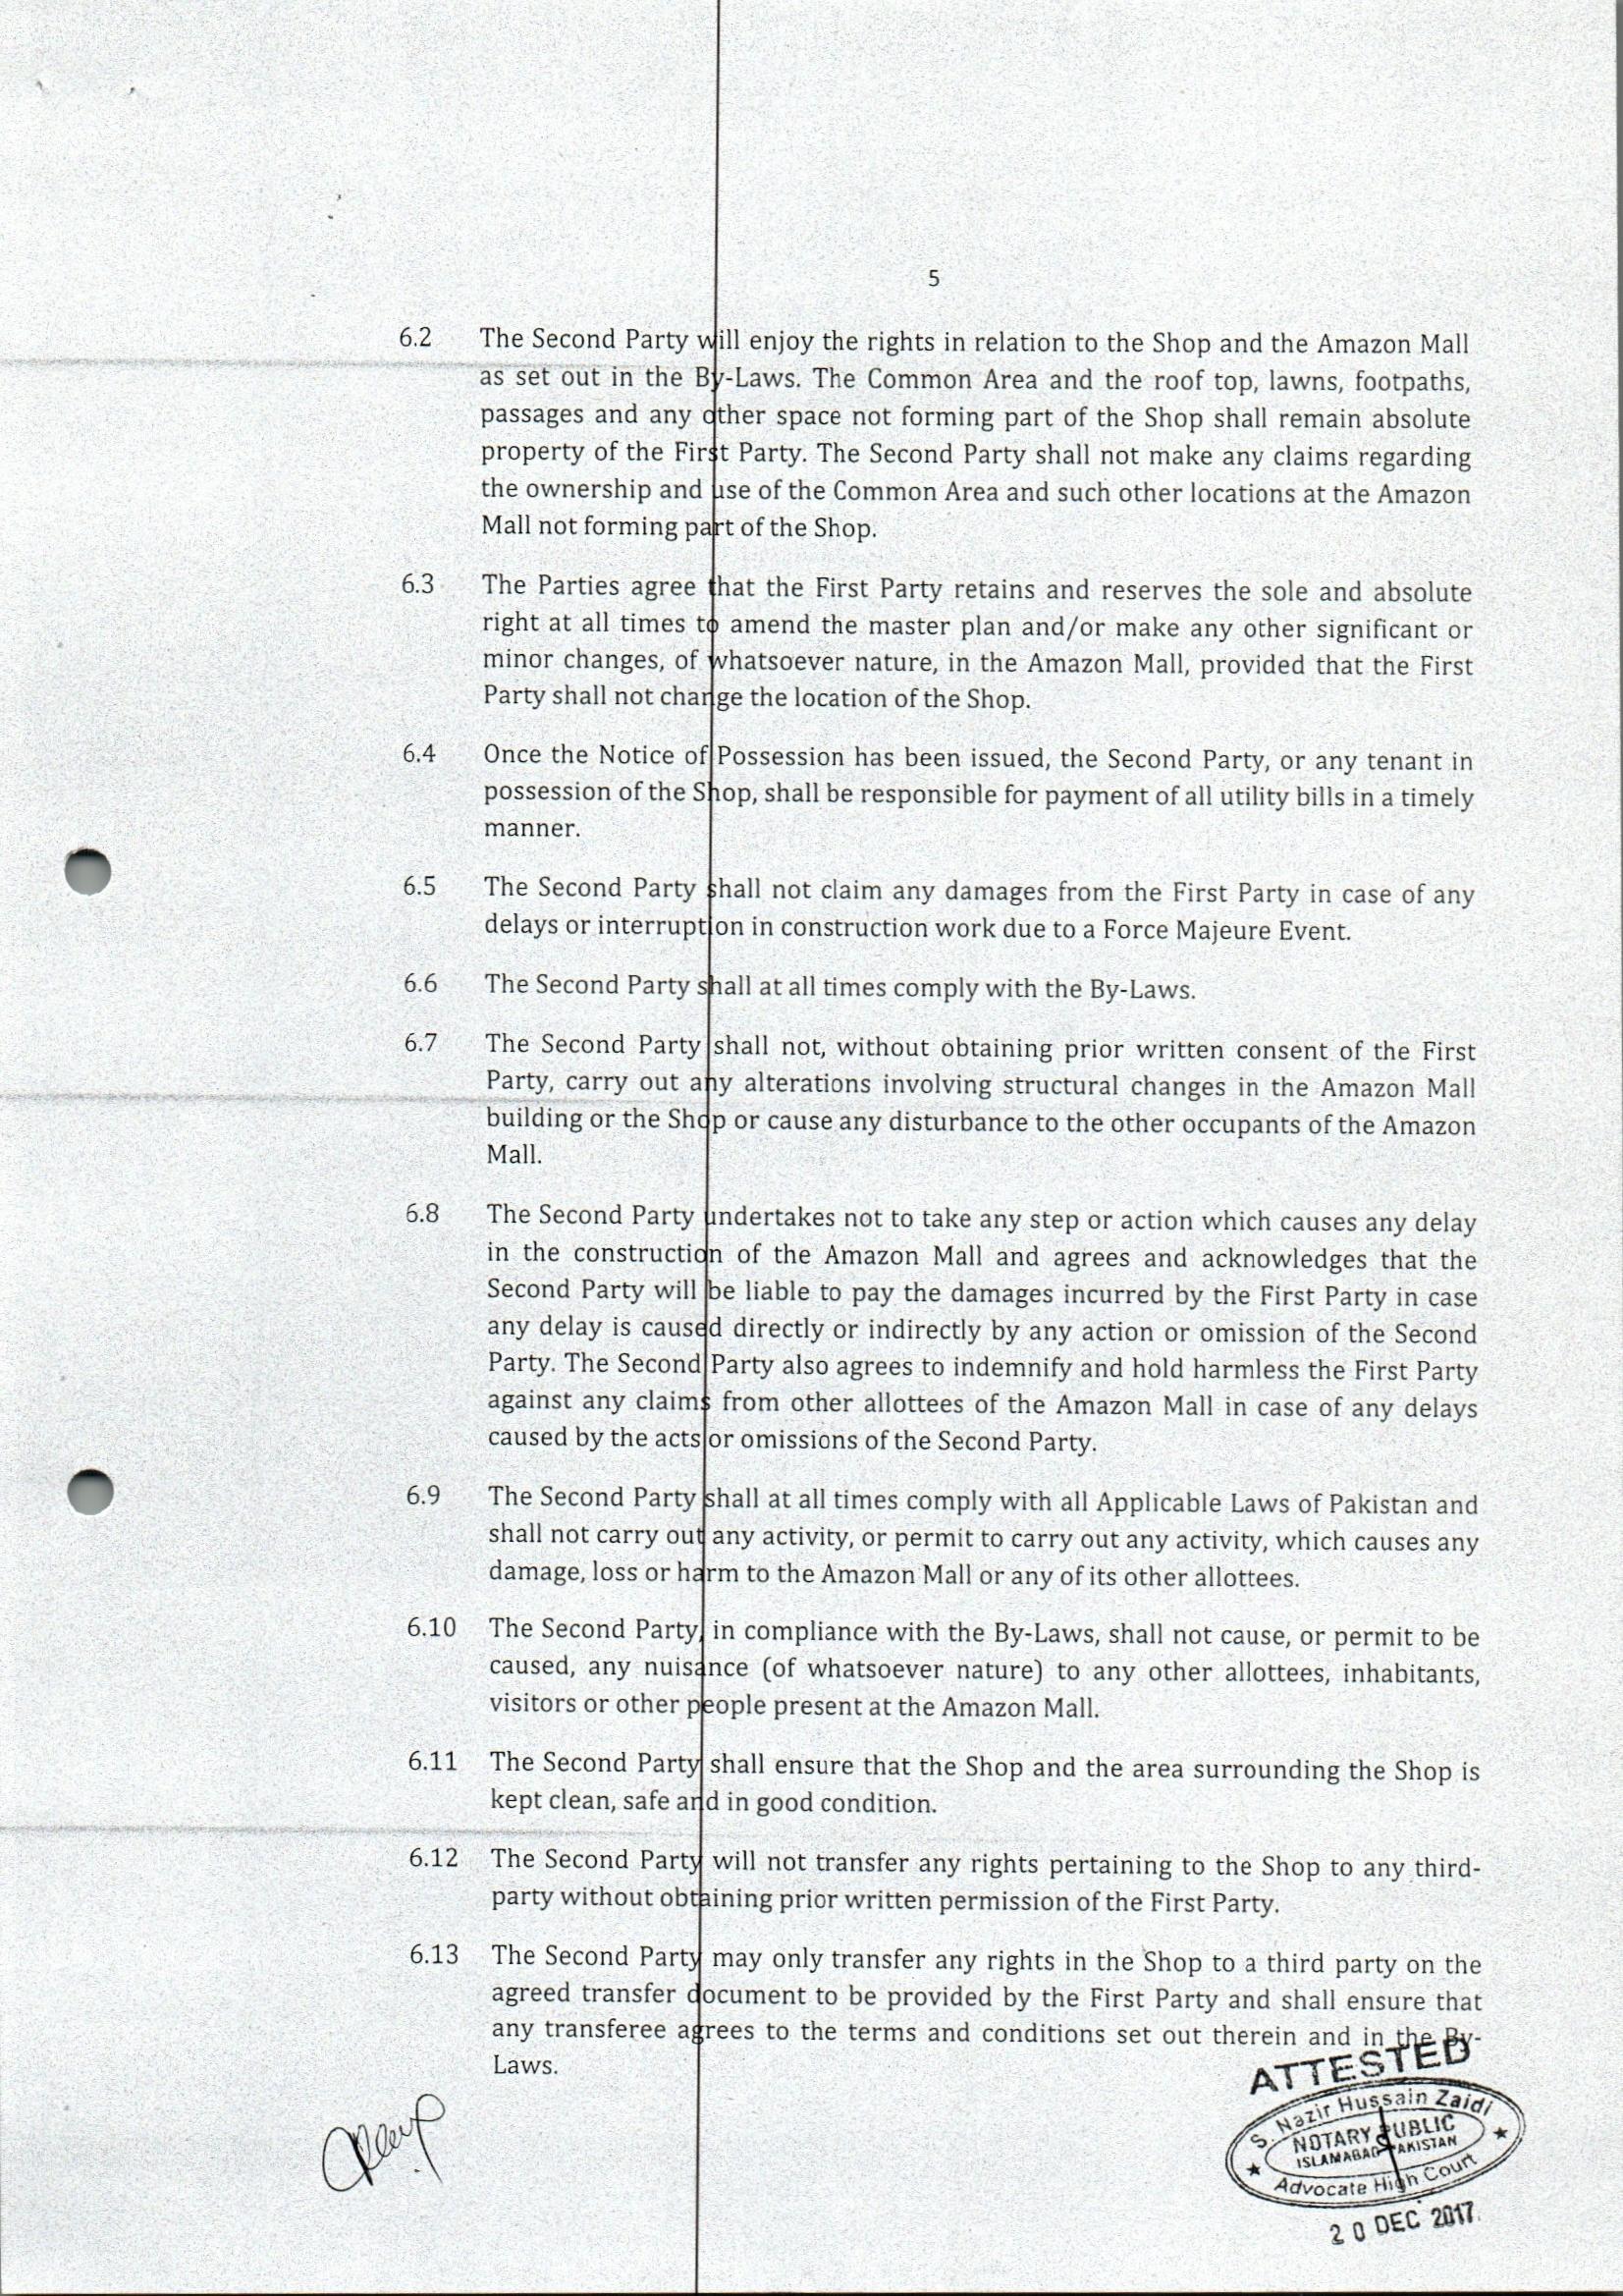 5
6.2 The Second Party will enjoy the rights in relation to the Shop and the Amazon Mall
as set out in the By-Laws. The Common Area and the roof top, lawns, footpaths,
passages and any other space not forming part of the Shop shall remain absolute
property of the First Party. The Second Party shall not make any claims regarding
the ownership and use of the Common Area and such other locations at the Amazon
Mall not forming part of the Shop.
6.3 The Parties agree that the First Party retains and reserves the sole and absolute
right at all times to amend the master plan and/or make any other significant or
minor changes, of whatsoever nature, in the Amazon Mall, provided that the First
Party shall not change the location of the Shop.
6.4 Once the Notice of Possession has been issued, the Second Party, or any tenant in
possession of the Shop, shall be responsible for payment of all utility bills in a timely
manner.
6.5 The Second Party shall not claim any damages from the First Party in case of any
delays or interruption in construction work due to a Force Majeure Event.
6.6 The Second Party shall at all times comply with the By-Laws.
6.7 The Second Party shall not, without obtaining prior written consent of the First
Party, carry out any alterations involving structural changes in the Amazon Mall
building or the Shop or cause any disturbance to the other occupants of the Amazon
Mall.
6.8 The Second Party undertakes not to take any step or action which causes any delay
in the construction of the Amazon Mall and agrees and acknowledges that the
Second Party will be liable to pay the damages incurred by the First Party in case
any delay is caused directly or indirectly by any action or omission of the Second
Party. The Second Party also agrees to indemnify and hold harmless the First Party
against any claims from other allottees of the Amazon Mall in case of any delays
caused by the acts or omissions of the Second Party.
6.9 The Second Party shall at all times comply with all Applicable Laws of Pakistan and
shall not carry out any activity, or permit to carry out any activity, which causes any
damage, loss or harm to the Amazon Mall or any of its other allottees.
6.10 The Second Party, in compliance with the By-Laws, shall not cause, or permit to be
caused, any nuisance (of whatsoever nature) to any other allottees, inhabitants,
visitors or other people present at the Amazon Mall.
6.11 The Second Party shall ensure that the Shop and the area surrounding the Shop is
kept clean, safe and in good condition.
6.12 The Second Party will not transfer any rights pertaining to the Shop to any third-
party without obtaining prior written permission of the First Party.
6.13 The Second Party may only transfer any rights in the Shop to a third party on the
agreed transfer document to be provided by the First Party and shall ensure that
any transferee agrees to the terms and conditions set out therein and in the By-
Laws.
ATTESTED
S. Nazir Hussain Zaidi
NOTARY PUBLIC
ISLAMABAD PAKISTAN
Advocate High Court
20 DEC 2017